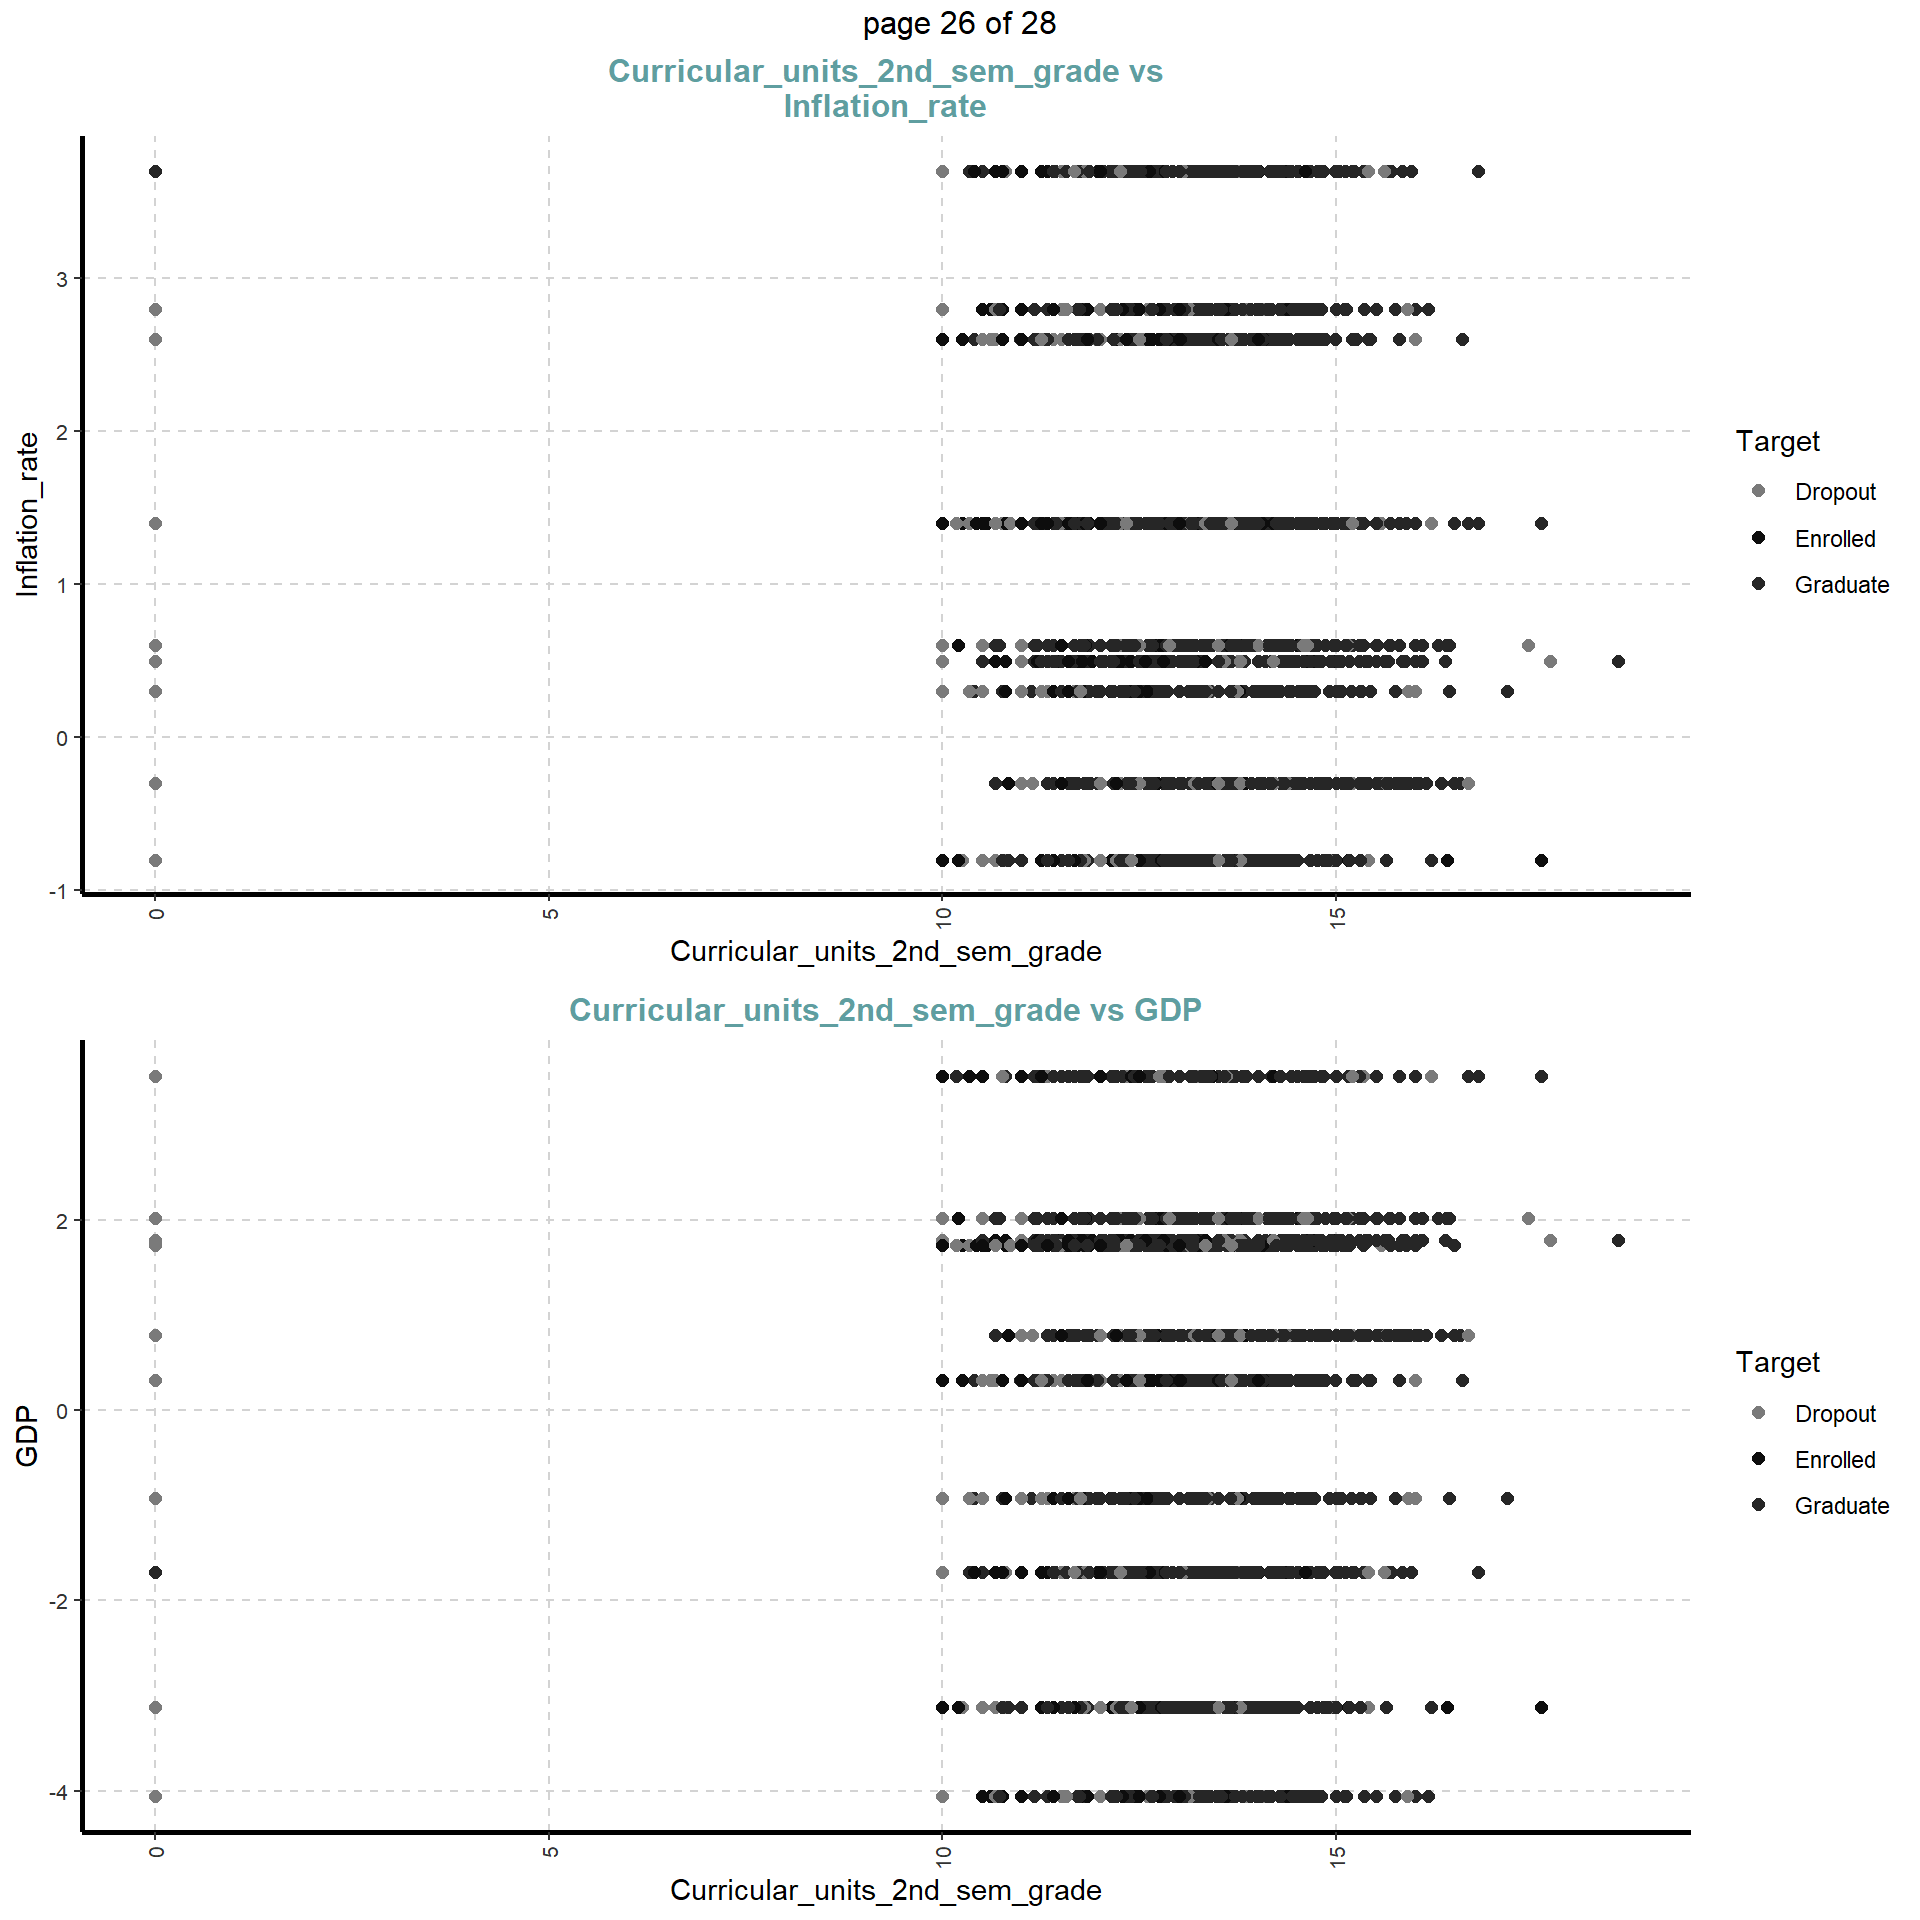 page 26 of 28
Curricular_units_2nd_sem_grade vs
Inflation_rate
Inflation_rate
3
2
1
0
-1
0
5
10
15
Curricular_units_2nd_sem_grade
Target
Dropout
Enrolled
Graduate
Curricular_units_2nd_sem_grade vs GDP
GDP
2
0
-2
-4
0
5
10
15
Curricular_units_2nd_sem_grade
Target
Dropout
Enrolled
Graduate